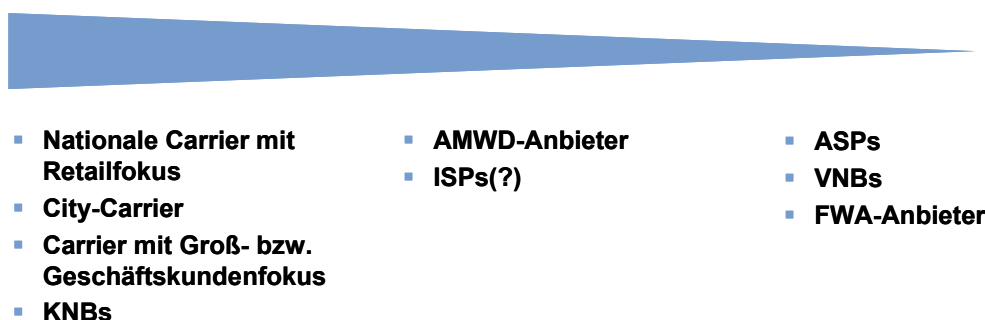 Nationale Carrier mit
Retailfokus
City-Carrier
Carrier mit Groß- bzw.
Geschäftskundenfokus
KNBs
AMWD-Anbieter
ISPs(?)
ASPs
VNBs
FWA-Anbieter